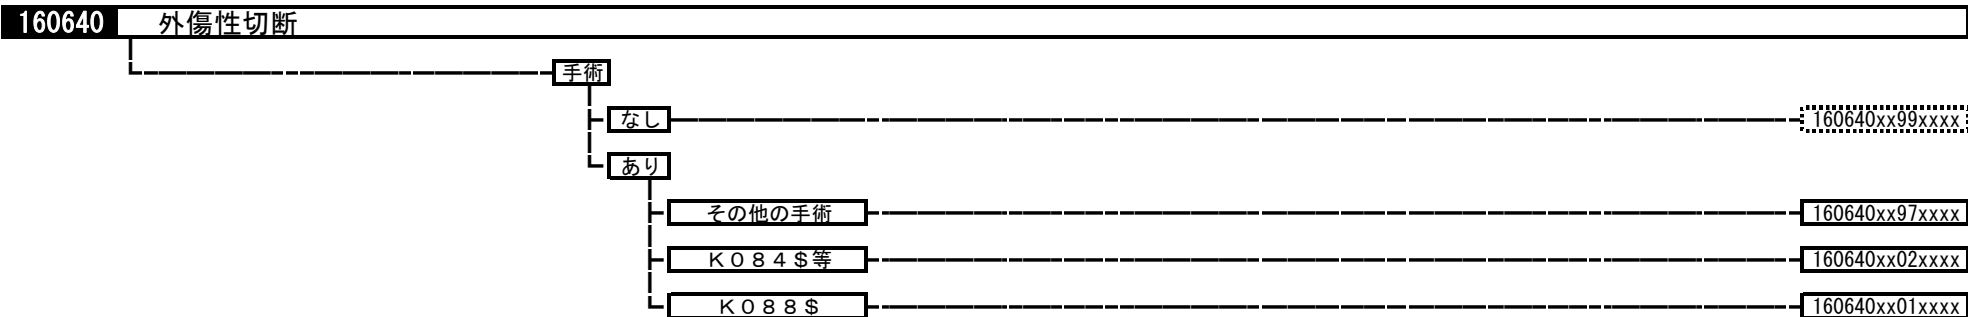 160640 外傷性切断
手術
なし 160640xx99xxxx
あり
その他の手術 160640xx97xxxx
K084$等 160640xx02xxxx
K088$ 160640xx01xxxx